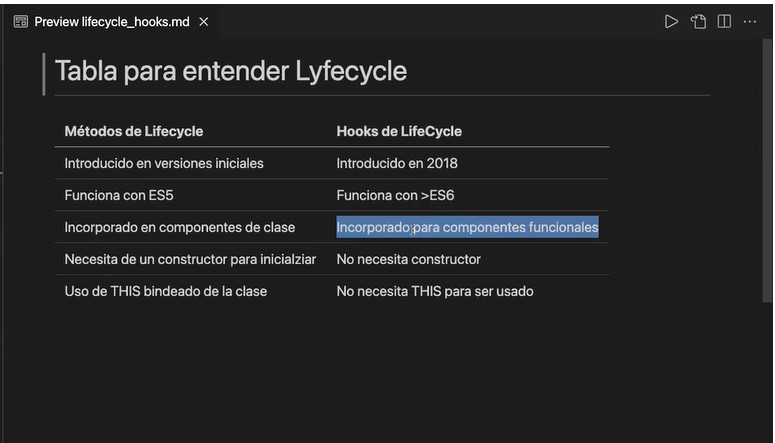 Preview lifecycle_hooks.md
Tabla para entender Lyfecycle
Métodos de Lifecycle Hooks de LifeCycle
Introducido en versiones iniciales Introducido en 2018
Funciona con ES5 Funciona con >ES6
Incorporado en componentes de clase Incorporado para componentes funcionales
Necesita de un constructor para inicialziar No necesita constructor
Uso de THIS bindeado de la clase No necesita THIS para ser usado